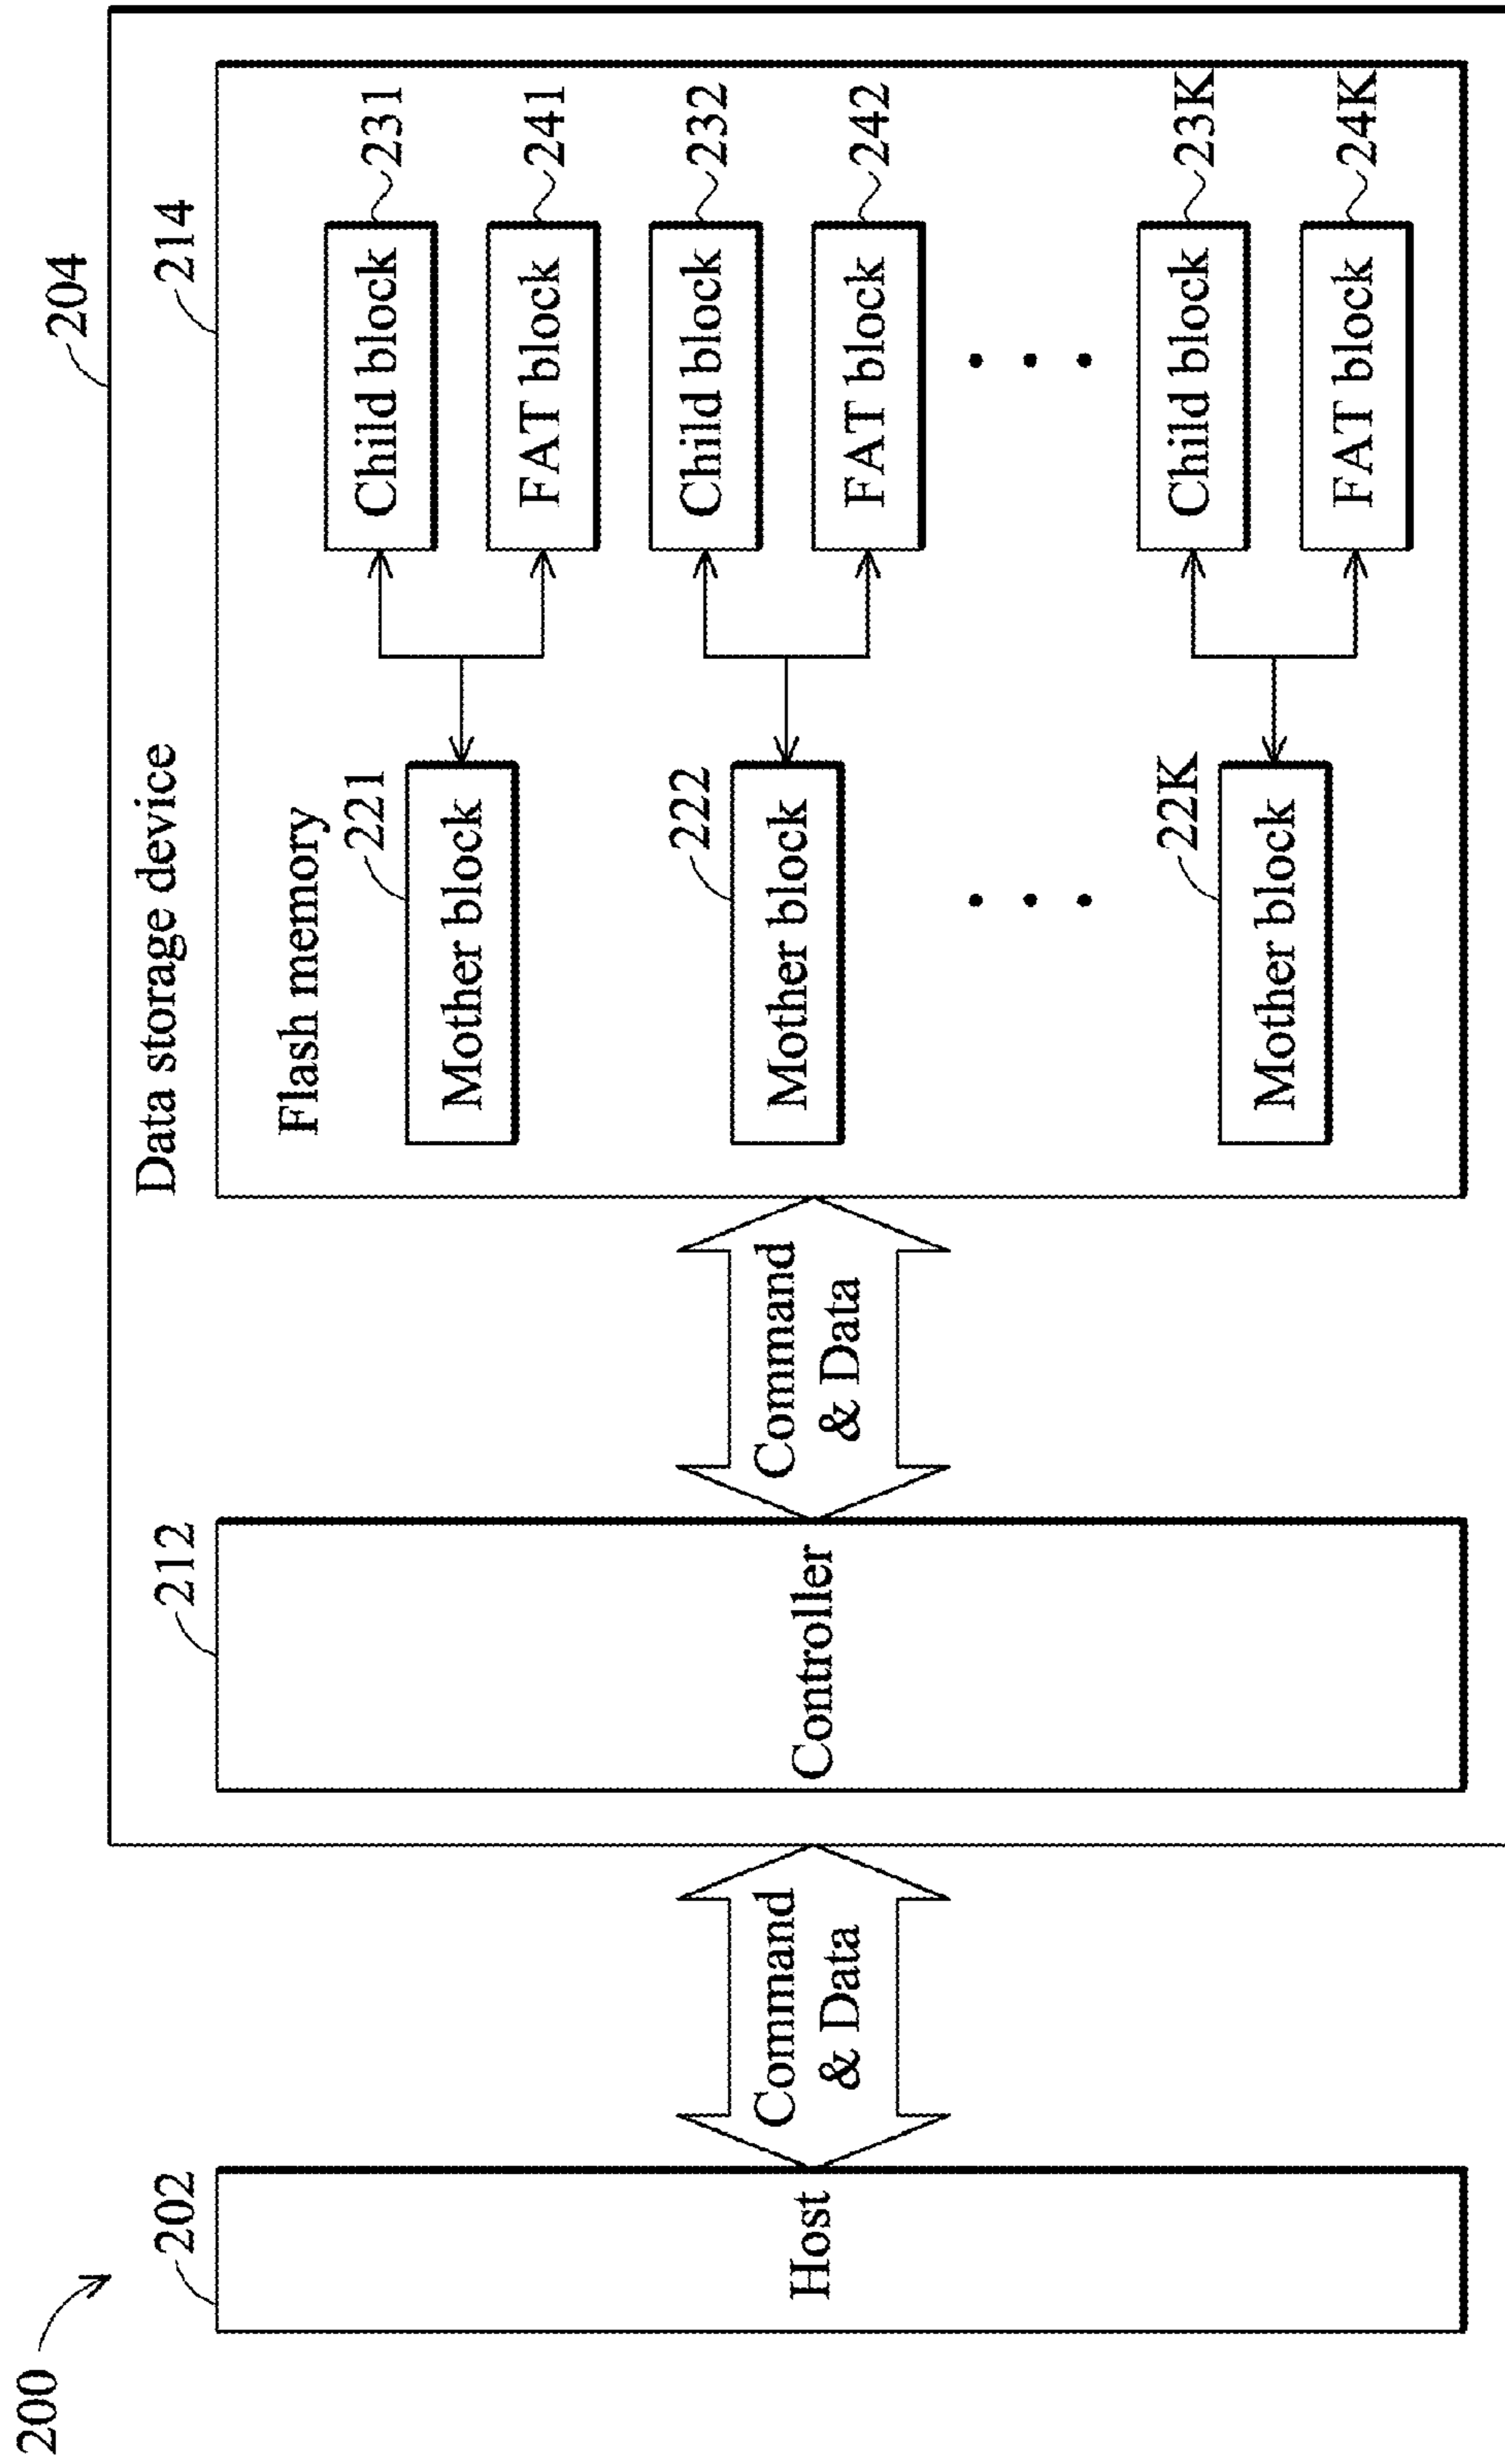 200
202
Host
Command
& Data
204
Data storage device
212
Controller
Command
& Data
214
Flash memory
221
Mother block
Child block
231
FAT block
241
222
Mother block
Child block
232
FAT block
242
22K
Mother block
Child block
23K
FAT block
24K